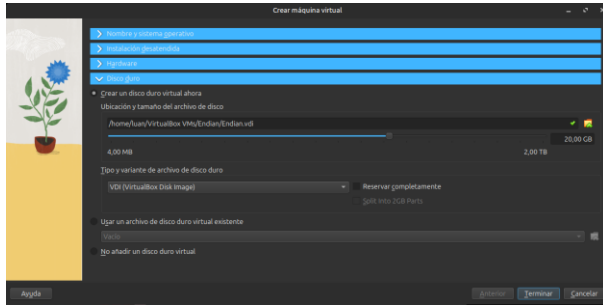 Crear máquina virtual
Nombre y sistema operativo
Instalación desatendida
Hardware
Disco duro
Crear un disco duro virtual ahora
Ubicación y tamaño del archivo de disco
/home/luan/VirtualBox VMs/Endian/Endian.vdi
20,00 GB
4,00 MB 2,00 TB
Tipo y variante de archivo de disco duro
VDI (VirtualBox Disk Image) Reservar completamente
Split Into 2GB Parts
Usar un archivo de disco duro virtual existente
Vacío
No añadir un disco duro virtual
Ayuda Anterior Terminar Cancelar